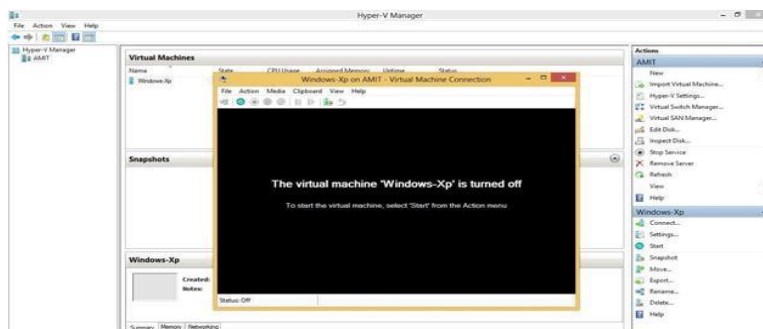 Hyper-V Manager
File Action View Help
Hyper-V Manager
AMIT
Virtual Machines
Name State CPU Usage Assigned Memory Uptime Status
Windows-Xp
Snapshots
Windows-Xp
Created:
Notes:
Summary Memory Networking
Windows-Xp on AMIT - Virtual Machine Connection
File Action Media Clipboard View Help
The virtual machine 'Windows-Xp' is turned off
To start the virtual machine, select 'Start' from the Action menu
Status: Off
Actions
AMIT
New
Import Virtual Machine...
Hyper-V Settings...
Virtual Switch Manager...
Virtual SAN Manager...
Edit Disk...
Inspect Disk...
Stop Service
Remove Server
Refresh
View
Help
Windows-Xp
Connect...
Settings...
Start
Snapshot
Move...
Export...
Rename...
Delete...
Help